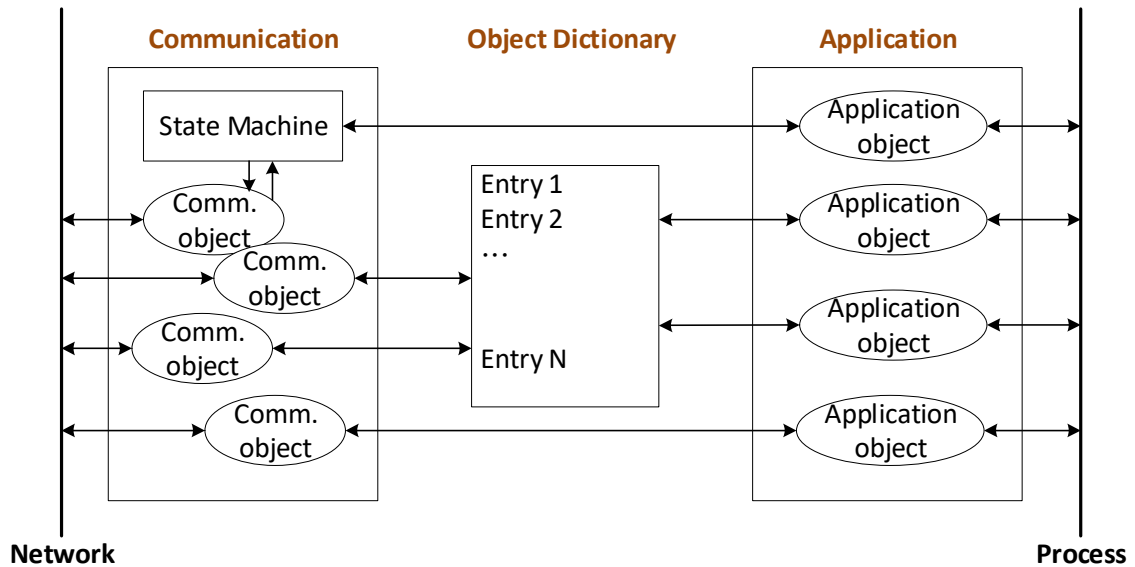 Communication
Object Dictionary
Application
State Machine
Comm.
object
Comm.
object
Comm.
object
Comm.
object
Entry 1
Entry 2
...
Entry N
Application
object
Application
object
Application
object
Application
object
Network
Process